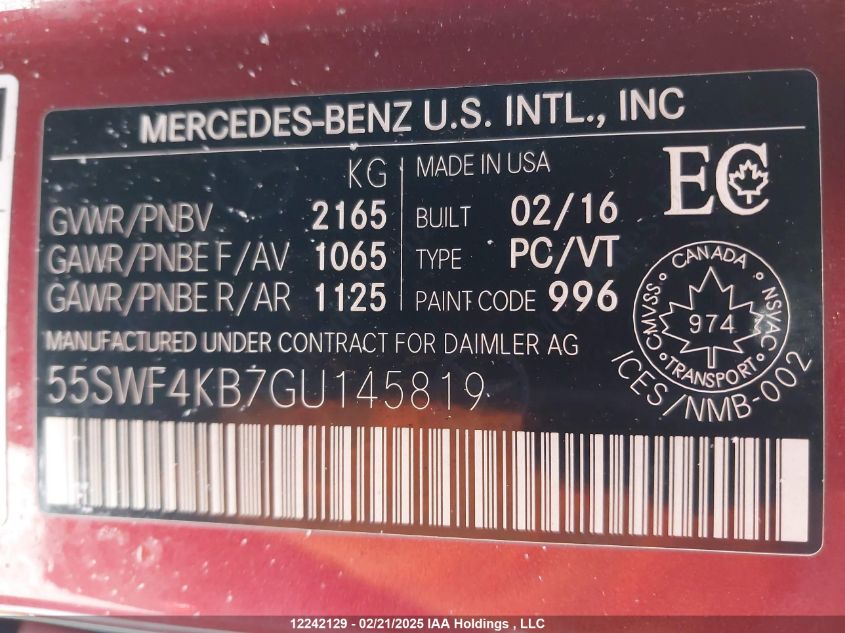 MERCEDES-BENZ U.S. INTL., INC
KG
GVWR/PNBV 2165
GAWR/PNBE F/AV 1065
GAWR/PNBE R/AR 1125
MADE IN USA
BUILT 02/16
TYPE PC/VT
PAINT CODE 996
EC
CANADA
CMVSS 974 NSVAC
TRANSPORT
ICES/NMB-002
MANUFACTURED UNDER CONTRACT FOR DAIMLER AG
55SWF4KB7GU145819
12242129 - 02/21/2025 IAA Holdings , LLC